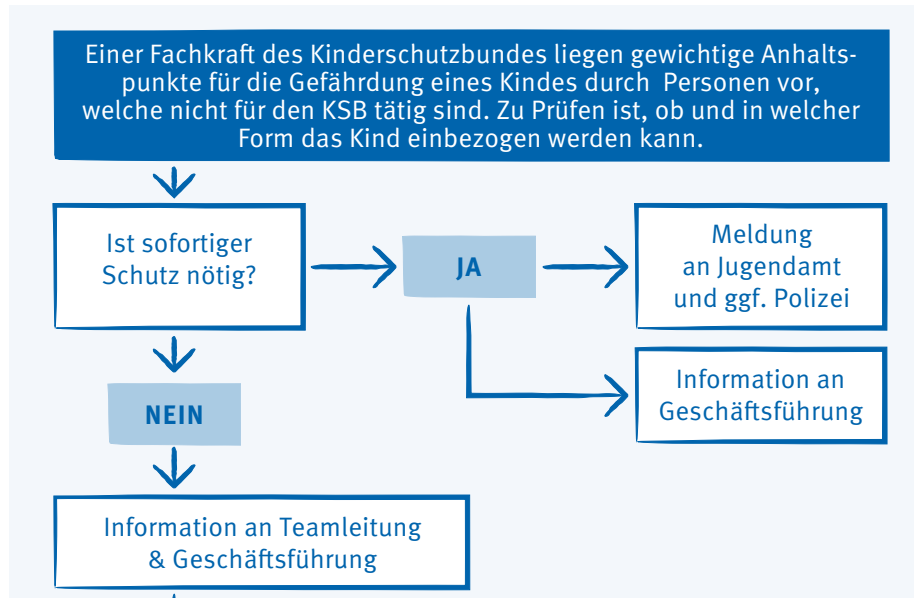 Einer Fachkraft des Kinderschutzbundes liegen gewichtige Anhalts-
punkte für die Gefährdung eines Kindes durch Personen vor,
welche nicht für den KSB tätig sind. Zu Prüfen ist, ob und in welcher
Form das Kind einbezogen werden kann.
Ist sofortiger
Schutz nötig?
JA
Meldung
an Jugendamt
und ggf. Polizei
Information an
Geschäftsführung
NEIN
Information an Teamleitung
& Geschäftsführung